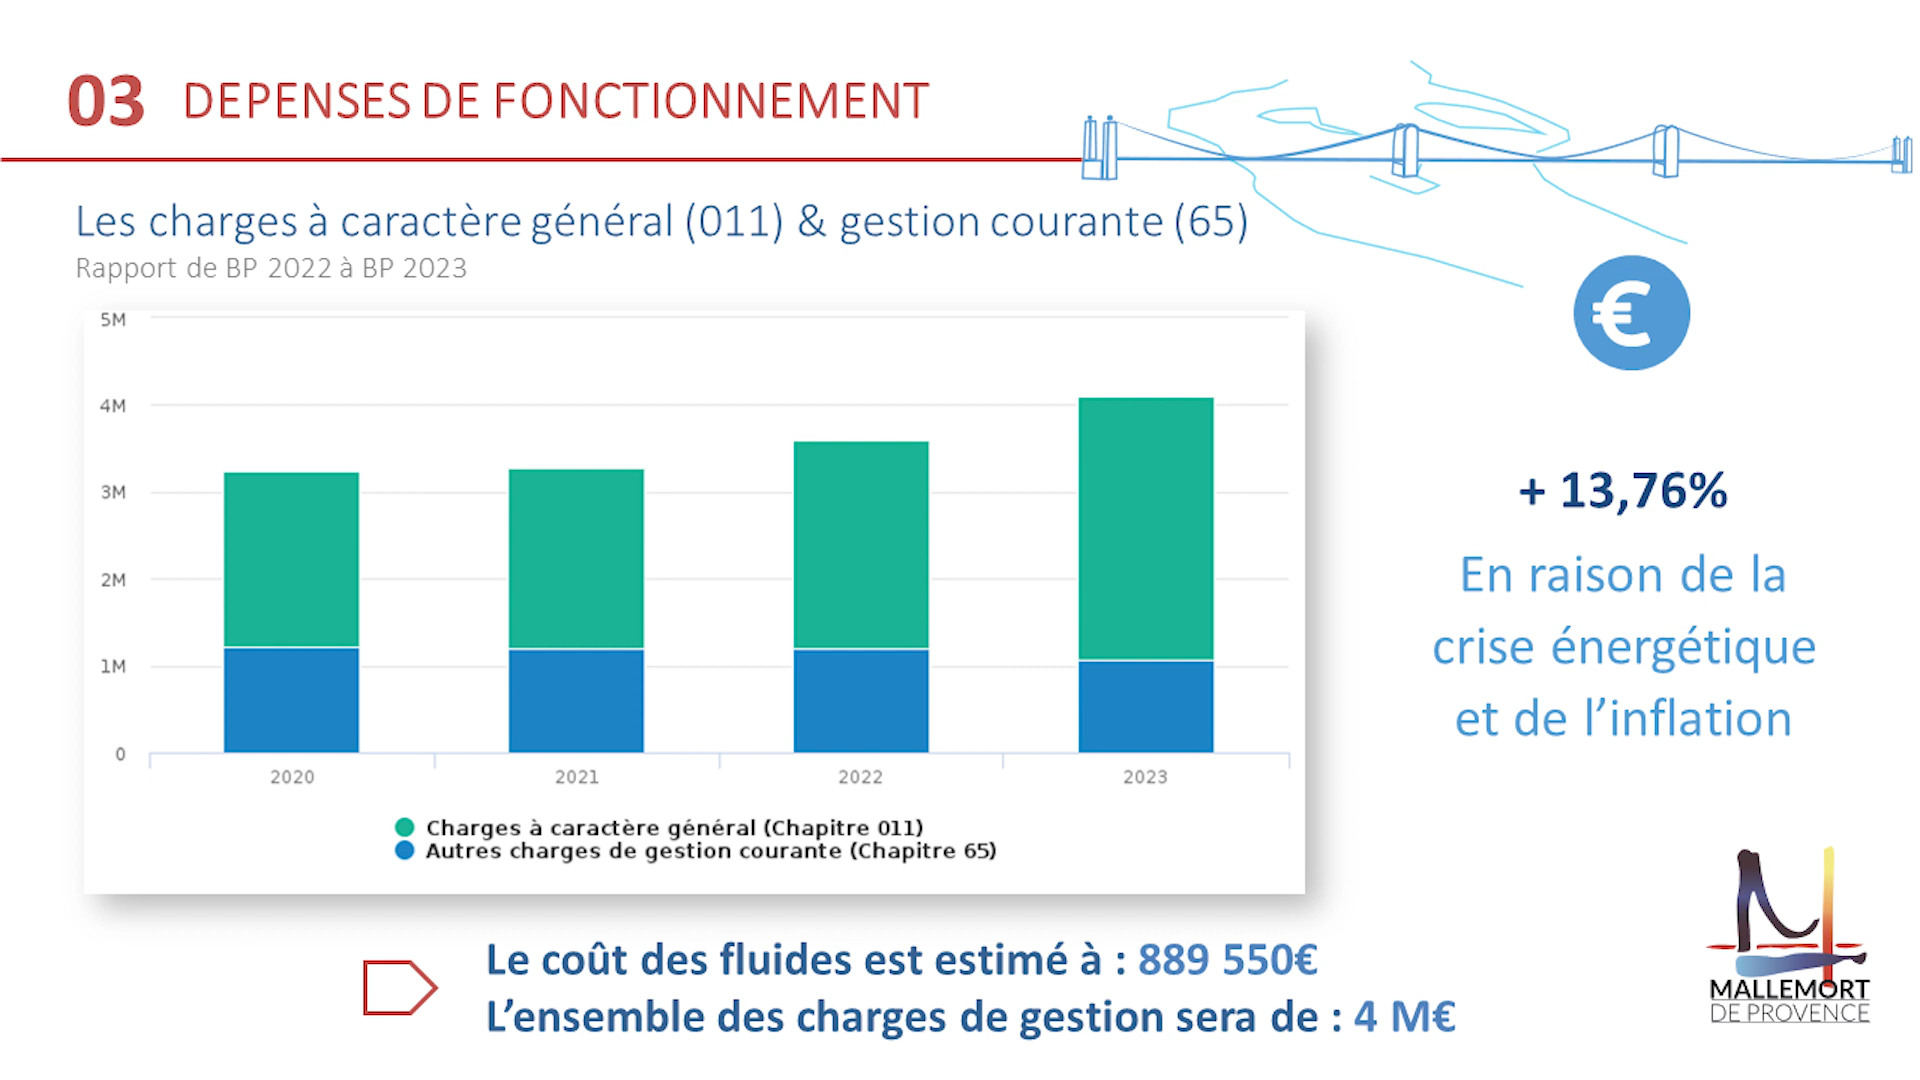 03 DEPENSES DE FONCTIONNEMENT
Les charges à caractère général (011) & gestion courante (65)
Rapport de BP 2022 à BP 2023
5M
4M
3M
2M
1M
0
2020 2021 2022 2023
Charges à caractère général (Chapitre 011)
Autres charges de gestion courante (Chapitre 65)
€
+ 13,76%
En raison de la
crise énergétique
et de l’inflation
Le coût des fluides est estimé à : 889 550€
L’ensemble des charges de gestion sera de : 4 M€
MALLEMORT
DE PROVENCE